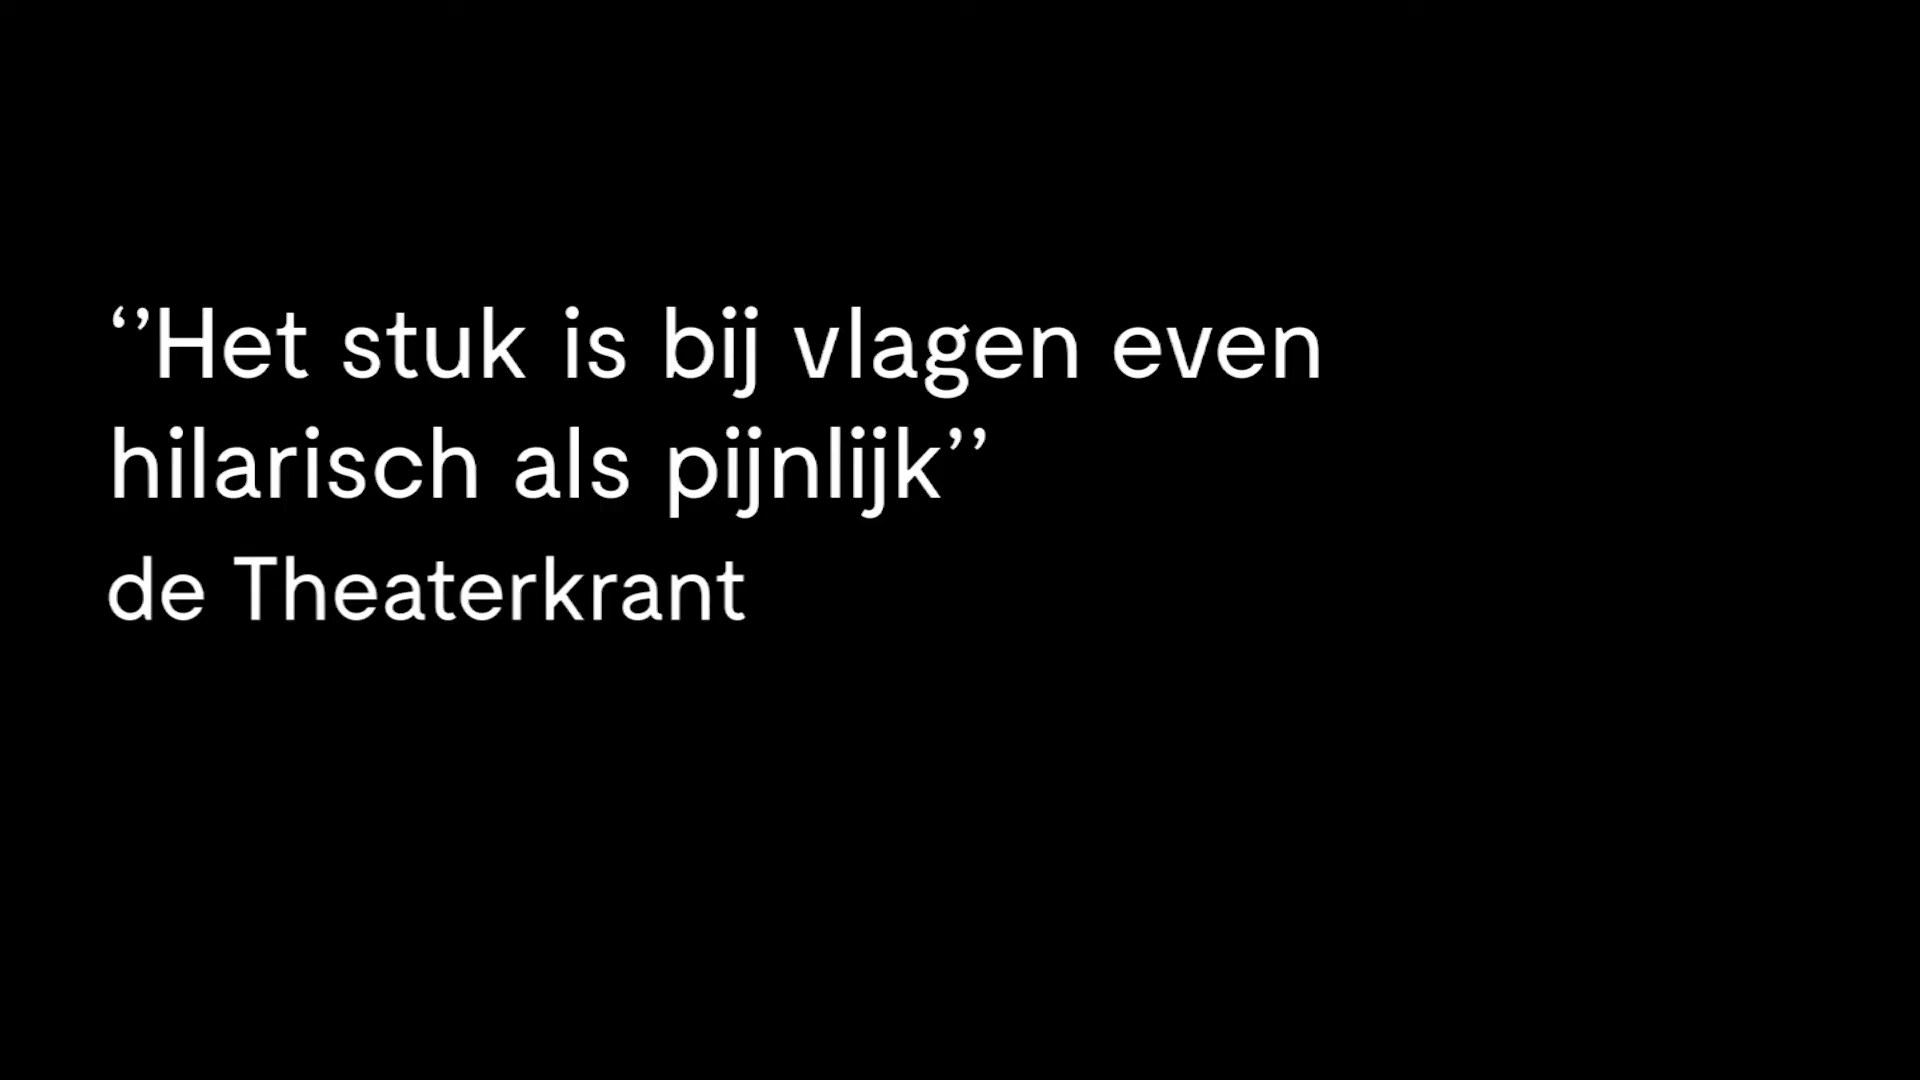 ‘’Het stuk is bij vlagen even
hilarisch als pijnlijk’’
de Theaterkrant